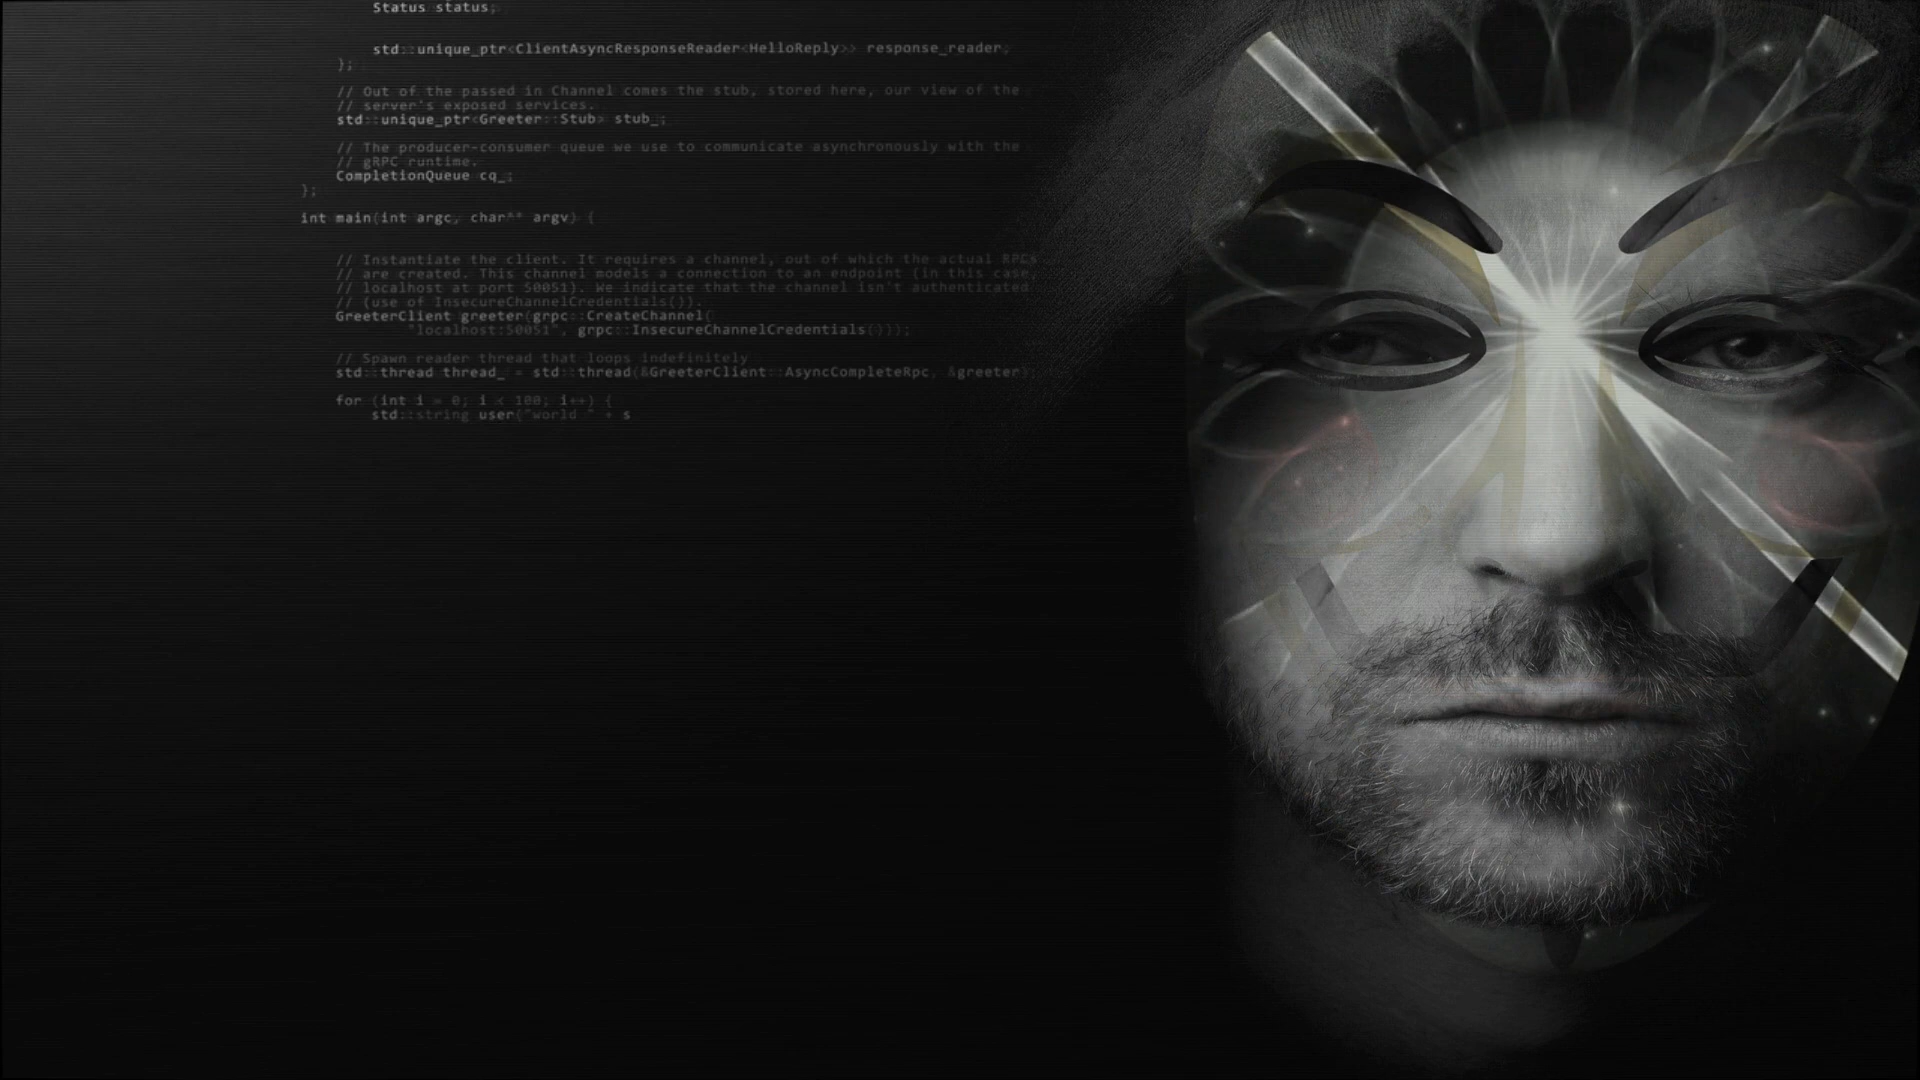 Status status;
std::unique_ptr<ClientAsyncResponseReader<HelloReply>> response_reader;
};
// Out of the passed in Channel comes the stub, stored here, our view of the
// server's exposed services.
std::unique_ptr<Greeter::Stub> stub_;
// The producer-consumer queue we use to communicate asynchronously with the
// gRPC runtime.
CompletionQueue cq_;
};
int main(int argc, char** argv) {
// Instantiate the client. It requires a channel, out of which the actual RPCs
// are created. This channel models a connection to an endpoint (in this case,
// localhost at port 50051). We indicate that the channel isn't authenticated
// (use of InsecureChannelCredentials()).
GreeterClient greeter(grpc::CreateChannel(
"localhost:50051", grpc::InsecureChannelCredentials()));
// Spawn reader thread that loops indefinitely
std::thread thread_ = std::thread(&GreeterClient::AsyncCompleteRpc, &greeter);
for (int i = 0; i < 100; i++) {
std::string user("world " + s